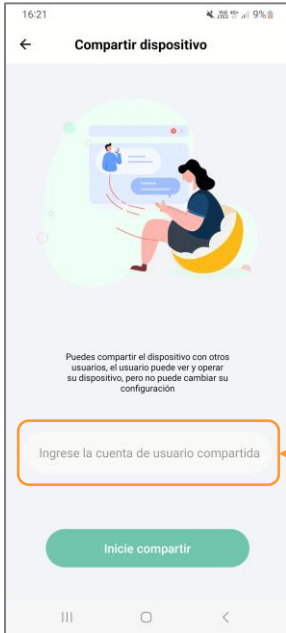 16:21
9%
Compartir dispositivo
Puedes compartir el dispositivo con otros
usuarios, el usuario puede ver y operar
su dispositivo, pero no puede cambiar su
configuración
Ingrese la cuenta de usuario compartida
Inicie compartir